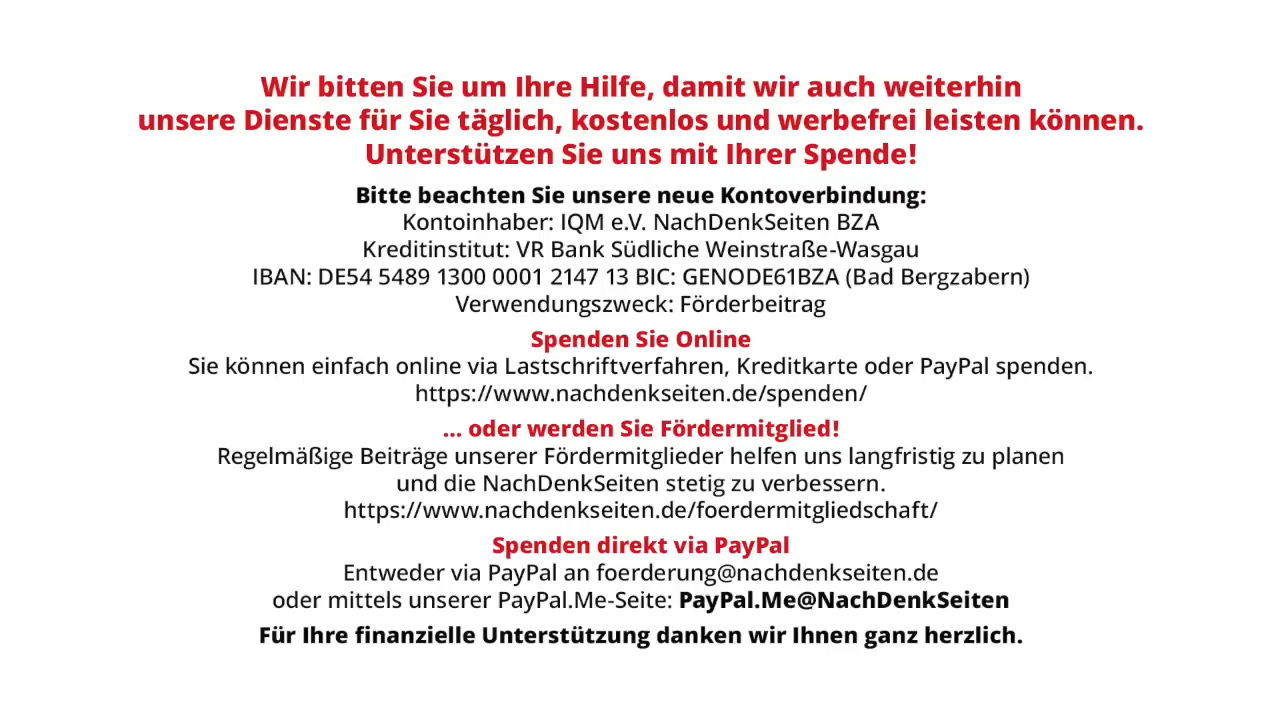 Wir bitten Sie um Ihre Hilfe, damit wir auch weiterhin
unsere Dienste für Sie täglich, kostenlos und werbefrei leisten können.
Unterstützen Sie uns mit Ihrer Spende!
Bitte beachten Sie unsere neue Kontoverbindung:
Kontoinhaber: IQM e.V. NachDenkSeiten BZA
Kreditinstitut: VR Bank Südliche Weinstraße-Wasgau
IBAN: DE54 5489 1300 0001 2147 13 BIC: GENODE61BZA (Bad Bergzabern)
Verwendungszweck: Förderbeitrag
Spenden Sie Online
Sie können einfach online via Lastschriftverfahren, Kreditkarte oder PayPal spenden.
https://www.nachdenkseiten.de/spenden/
... oder werden Sie Fördermitglied!
Regelmäßige Beiträge unserer Fördermitglieder helfen uns langfristig zu planen
und die NachDenkSeiten stetig zu verbessern.
https://www.nachdenkseiten.de/foerdermitgliedschaft/
Spenden direkt via PayPal
Entweder via PayPal an foerderung@nachdenkseiten.de
oder mittels unserer PayPal.Me-Seite: PayPal.Me@NachDenkSeiten
Für Ihre finanzielle Unterstützung danken wir Ihnen ganz herzlich.